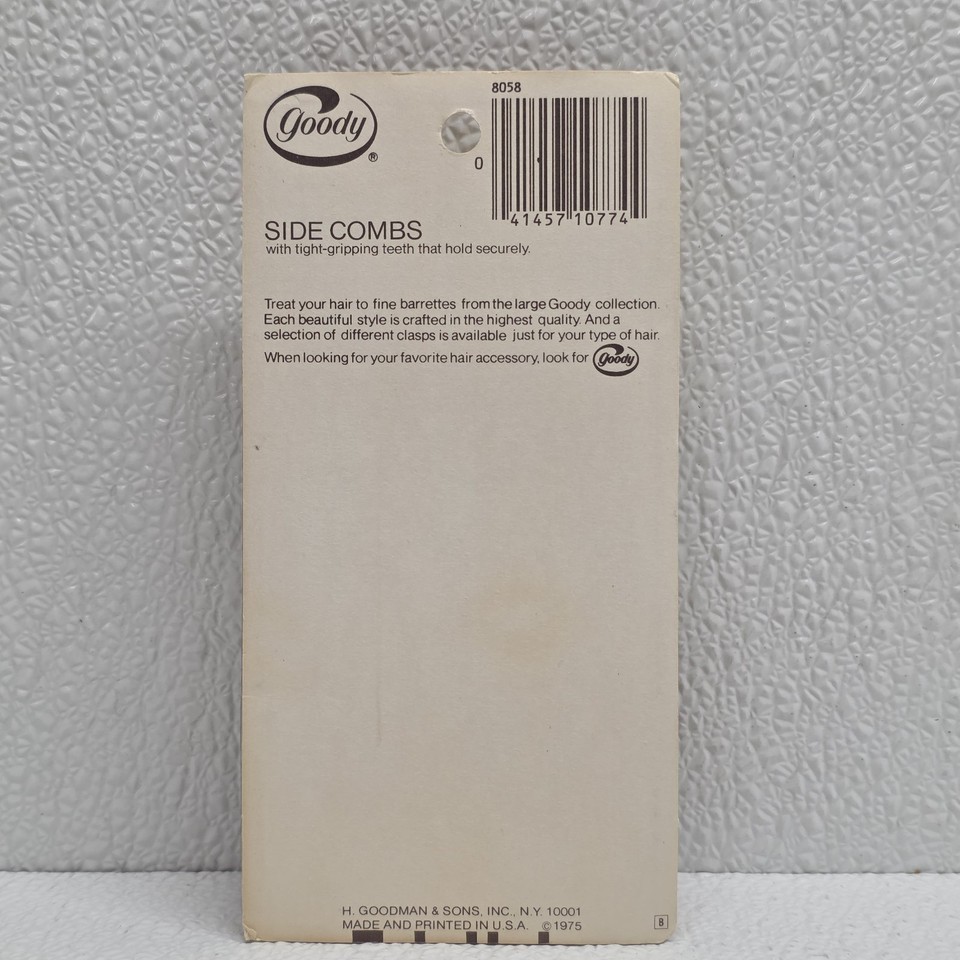 goody ®
8058
0
41457 10774
SIDE COMBS
with tight-gripping teeth that hold securely.
Treat your hair to fine barrettes from the large Goody collection.
Each beautiful style is crafted in the highest quality. And a
selection of different clasps is available just for your type of hair.
When looking for your favorite hair accessory, look for goody
H. GOODMAN & SONS, INC., N.Y. 10001
MADE AND PRINTED IN U.S.A. ©1975
B